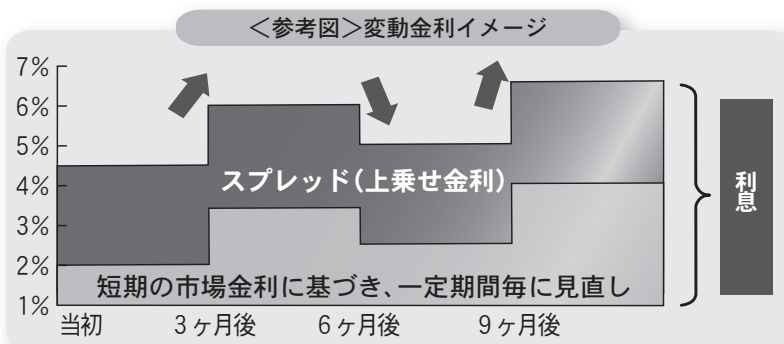 ＜参考図＞変動金利イメージ
7%
6%
5%
4%
3%
2%
1%
スプレッド（上乗せ金利）
短期の市場金利に基づき、一定期間毎に見直し
利息
当初 3ヶ月後 6ヶ月後 9ヶ月後